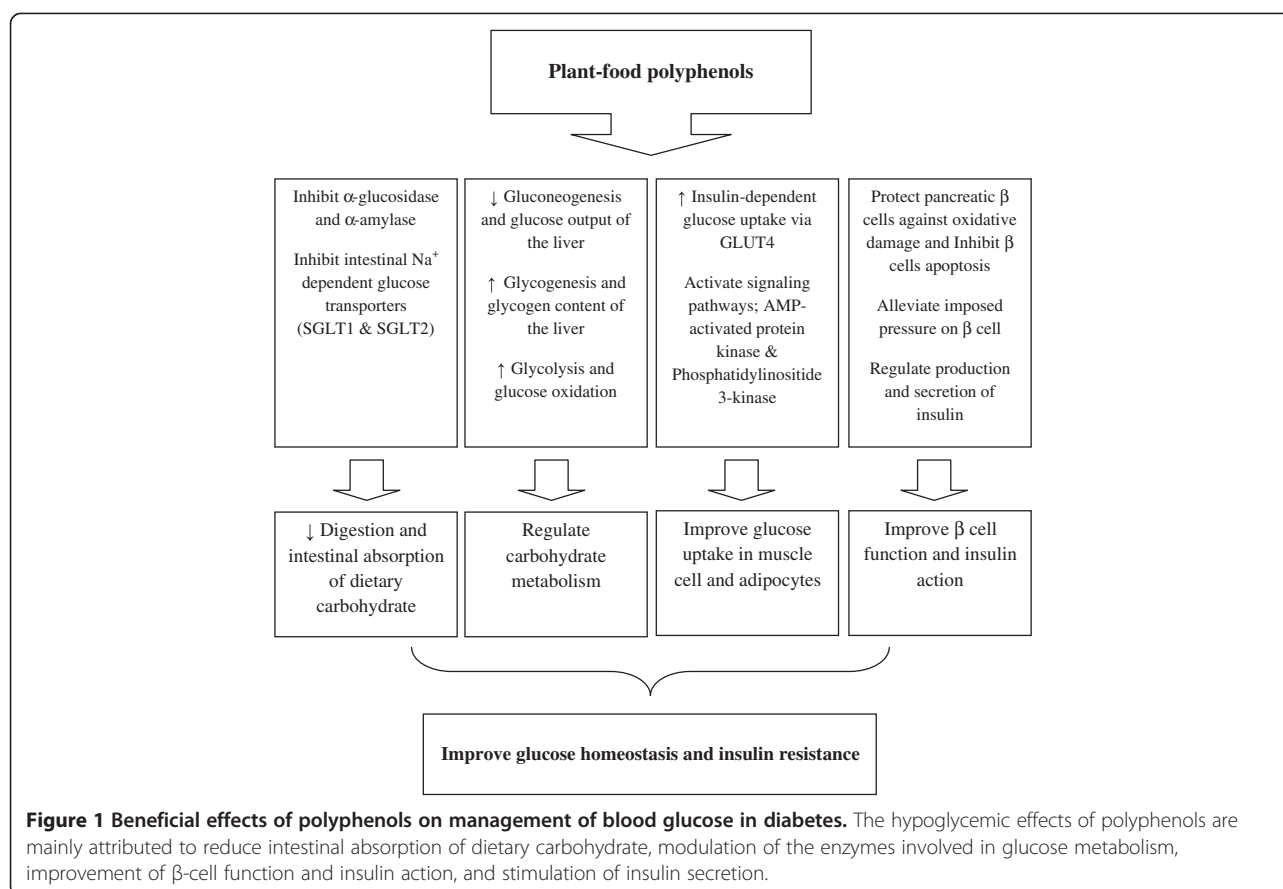 Plant-food polyphenols
Inhibit α-glucosidase
and α-amylase
Inhibit intestinal Na⁺
dependent glucose
transporters
(SGLT1 & SGLT2)
↓ Gluconeogenesis
and glucose output of
the liver
↑ Glycogenesis and
glycogen content of
the liver
↑ Glycolysis and
glucose oxidation
↑ Insulin-dependent
glucose uptake via
GLUT4
Activate signaling
pathways; AMP-
activated protein
kinase &
Phosphatidylinositide
3-kinase
Protect pancreatic β
cells against oxidative
damage and Inhibit β
cells apoptosis
Alleviate imposed
pressure on β cell
Regulate production
and secretion of
insulin
↓ Digestion and
intestinal absorption
of dietary
carbohydrate
Regulate
carbohydrate
metabolism
Improve glucose
uptake in muscle
cell and adipocytes
Improve β cell
function and insulin
action
Improve glucose homeostasis and insulin resistance
Figure 1 Beneficial effects of polyphenols on management of blood glucose in diabetes. The hypoglycemic effects of polyphenols are
mainly attributed to reduce intestinal absorption of dietary carbohydrate, modulation of the enzymes involved in glucose metabolism,
improvement of β-cell function and insulin action, and stimulation of insulin secretion.